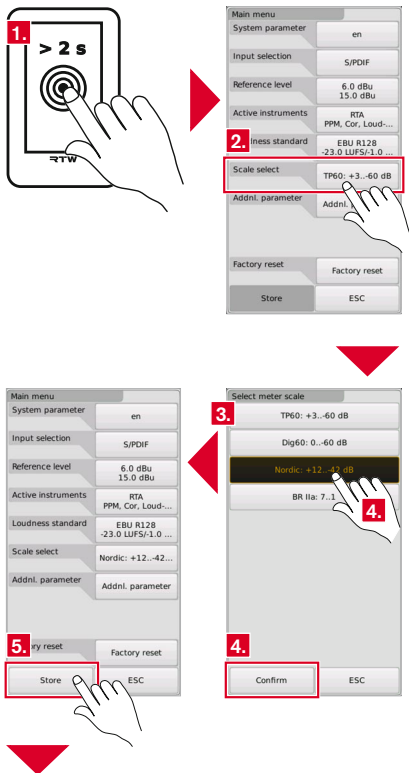 1.
> 2 s
RTW
Main menu
System parameter
en
Input selection
S/PDIF
Reference level
6.0 dBu
15.0 dBu
Active instruments
RTA
PPM, Cor, Loud-...
2.
ness standard
EBU R128
-23.0 LUFS/-1.0 ...
Scale select
TP60: +3..-60 dB
Addnl. parameter
Addnl.
Factory reset
Factory reset
Store
ESC
Main menu
System parameter
en
Input selection
S/PDIF
Reference level
6.0 dBu
15.0 dBu
Active instruments
RTA
PPM, Cor, Loud-...
Loudness standard
EBU R128
-23.0 LUFS/-1.0 ...
Scale select
Nordic: +12..-42...
Addnl. parameter
Addnl. parameter
5.
ry reset
Factory reset
Store
ESC
Select meter scale
3.
TP60: +3..-60 dB
Dig60: 0..-60 dB
Nordic: +12..-42 dB
BR IIa: 7..1
4.
4.
Confirm
ESC